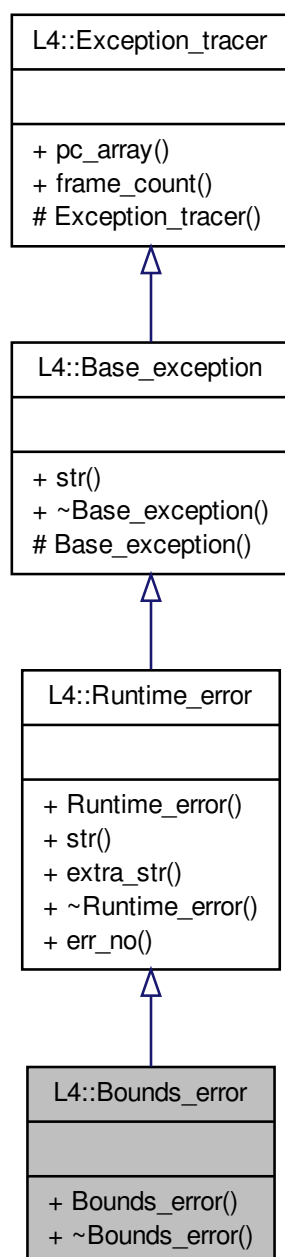 L4::Exception_tracer
+ pc_array()
+ frame_count()
# Exception_tracer()
L4::Base_exception
+ str()
+ ~Base_exception()
# Base_exception()
L4::Runtime_error
+ Runtime_error()
+ str()
+ extra_str()
+ ~Runtime_error()
+ err_no()
L4::Bounds_error
+ Bounds_error()
+ ~Bounds_error()